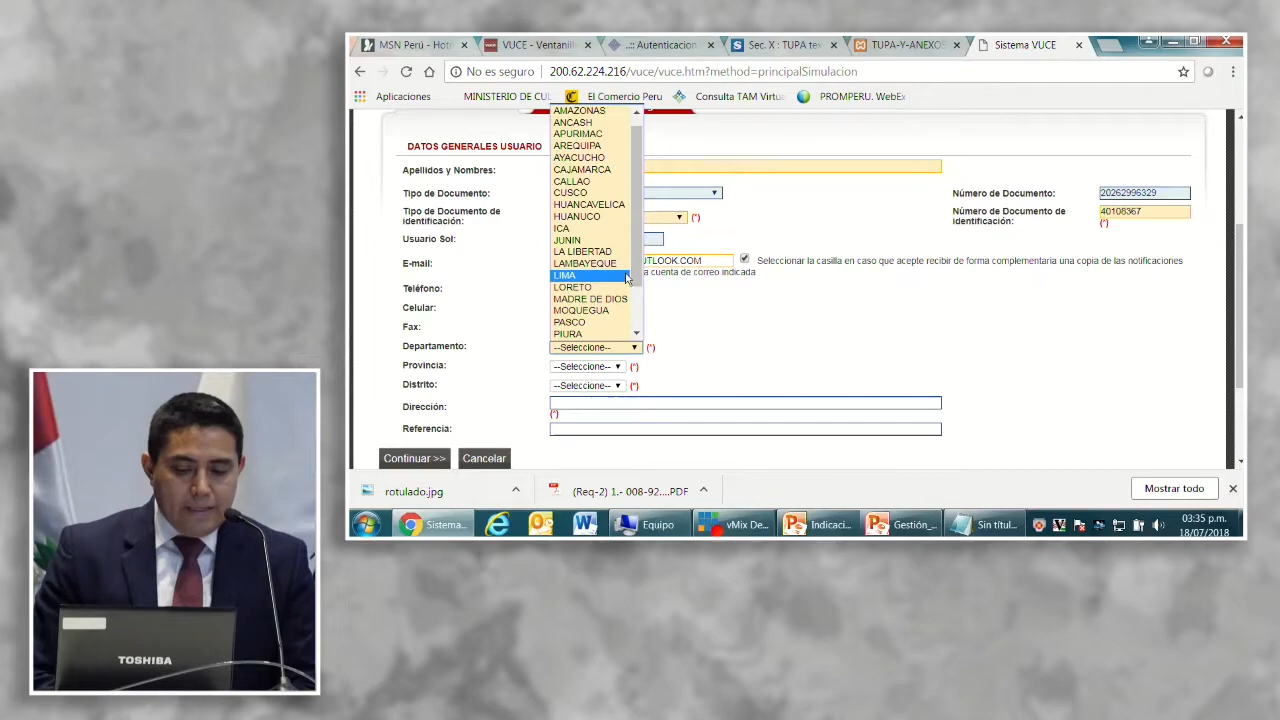 MSN Perú - Hotm
VUCE - Ventanill
..:: Autenticacion
Sec. X : TUPA tex
TUPA-Y-ANEXOS
Sistema VUCE
No es seguro
200.62.224.216/vuce/vuce.htm?method=principalSimulacion
Aplicaciones
MINISTERIO DE CUL
El Comercio Peru
Consulta TAM Virtua
PROMPERU. WebEx
AMAZONAS
ANCASH
APURIMAC
AREQUIPA
AYACUCHO
CAJAMARCA
CALLAO
CUSCO
HUANCAVELICA
HUANUCO
ICA
JUNIN
LA LIBERTAD
LAMBAYEQUE
LIMA
LORETO
MADRE DE DIOS
MOQUEGUA
PASCO
PIURA
DATOS GENERALES USUARIO
Apellidos y Nombres:
Tipo de Documento:
Número de Documento: 20262996329
Tipo de Documento de
identificación:
(*)
Número de Documento de
identificación:
40108367
(*)
Usuario Sol:
E-mail:
UTLOOK.COM
Seleccionar la casilla en caso que acepte recibir de forma complementaria una copia de las notificaciones
a cuenta de correo indicada
Teléfono:
Celular:
Fax:
Departamento: --Seleccione-- (*)
Provincia: --Seleccione-- (*)
Distrito: --Seleccione-- (*)
Dirección:
(*)
Referencia:
Continuar >> Cancelar
rotulado.jpg
(Req-2) 1.- 008-92....PDF
Mostrar todo
Sistema...
Equipo
vMix De...
Indicaci...
Gestión_...
Sin títul...
03:35 p.m.
18/07/2018
TOSHIBA